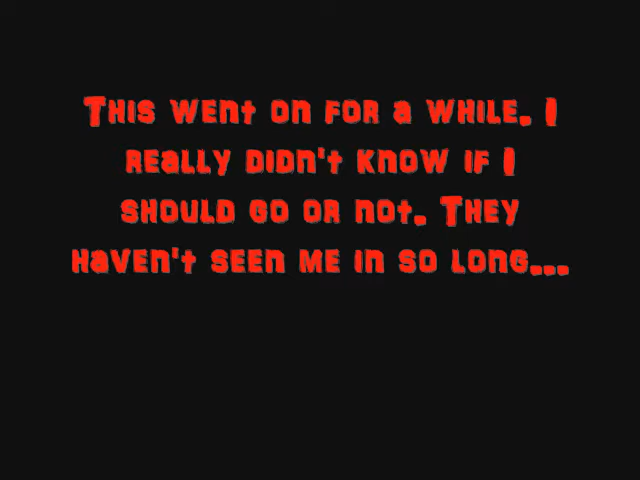 This went on for a while. I
really didn't know if I
should go or not. They
haven't seen me in so long...